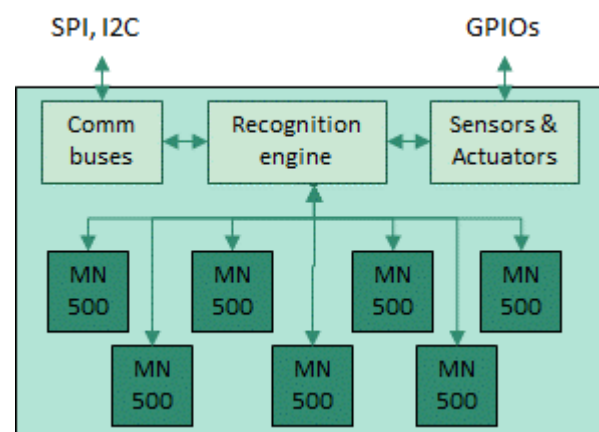 SPI, I2C
GPIOs
Comm
buses
Recognition
engine
Sensors &
Actuators
MN
500
MN
500
MN
500
MN
500
MN
500
MN
500
MN
500